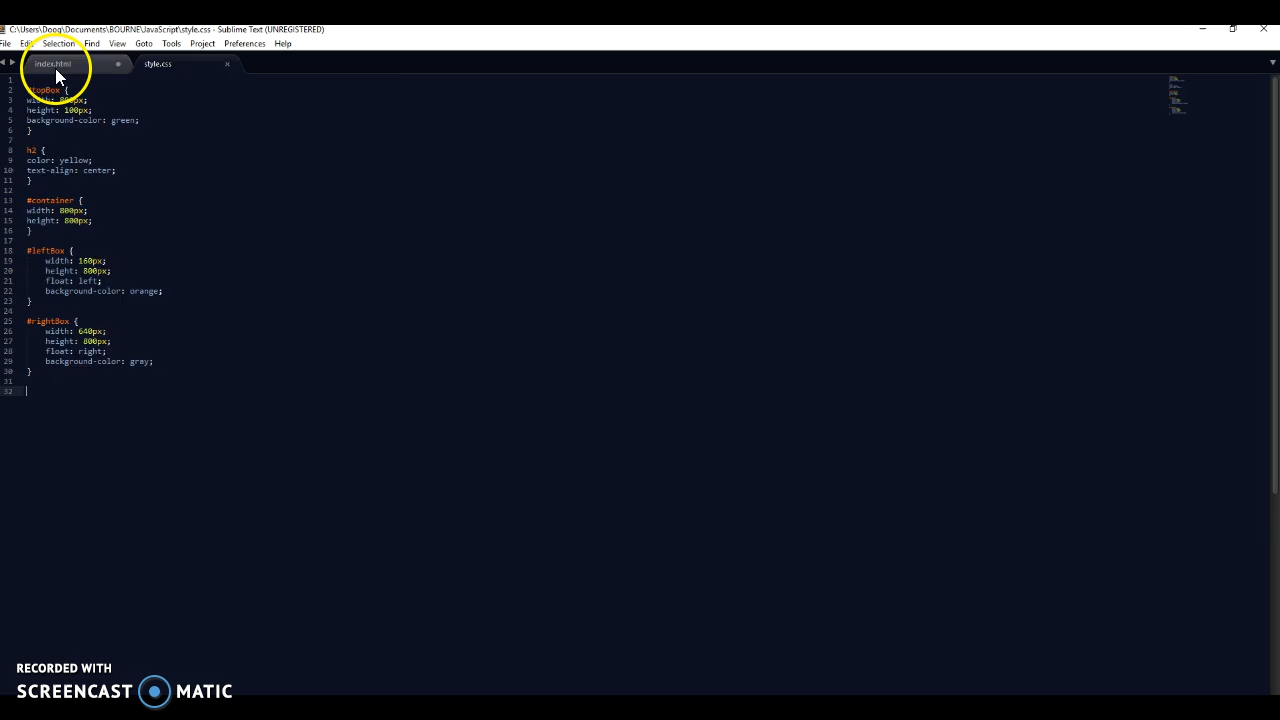 C:\Users\Doog\Documents\BOURNE\JavaScript\style.css - Sublime Text (UNREGISTERED)
File Edit Selection Find View Goto Tools Project Preferences Help
index.html style.css
1
2 #topBox {
3 width: 800px;
4 height: 100px;
5 background-color: green;
6 }
7
8 h2 {
9 color: yellow;
10 text-align: center;
11 }
12
13 #container {
14 width: 800px;
15 height: 800px;
16 }
17
18 #leftBox {
19 width: 160px;
20 height: 800px;
21 float: left;
22 background-color: orange;
23 }
24
25 #rightBox {
26 width: 640px;
27 height: 800px;
28 float: right;
29 background-color: gray;
30 }
31
32
RECORDED WITH
SCREENCAST MATIC